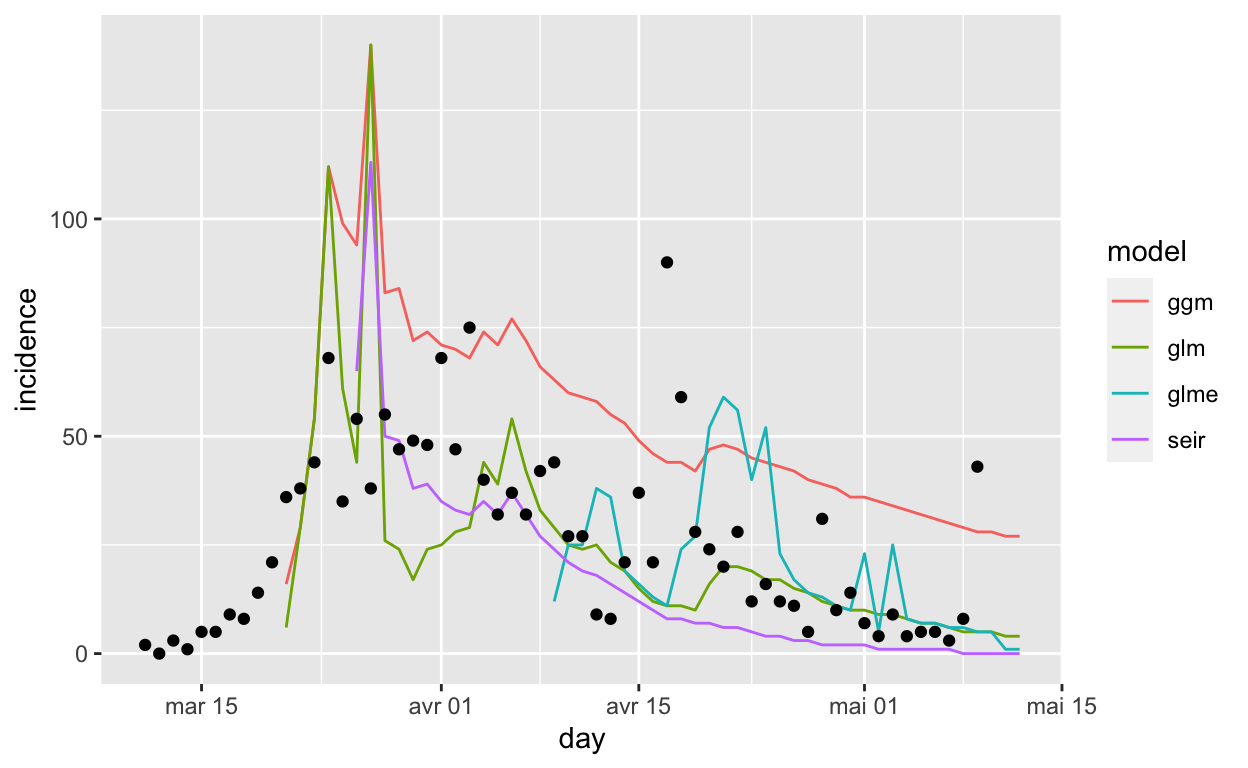 incidence
100
50
0
mar 15
avr 01
avr 15
mai 01
mai 15
day
model
ggm
glm
glme
seir